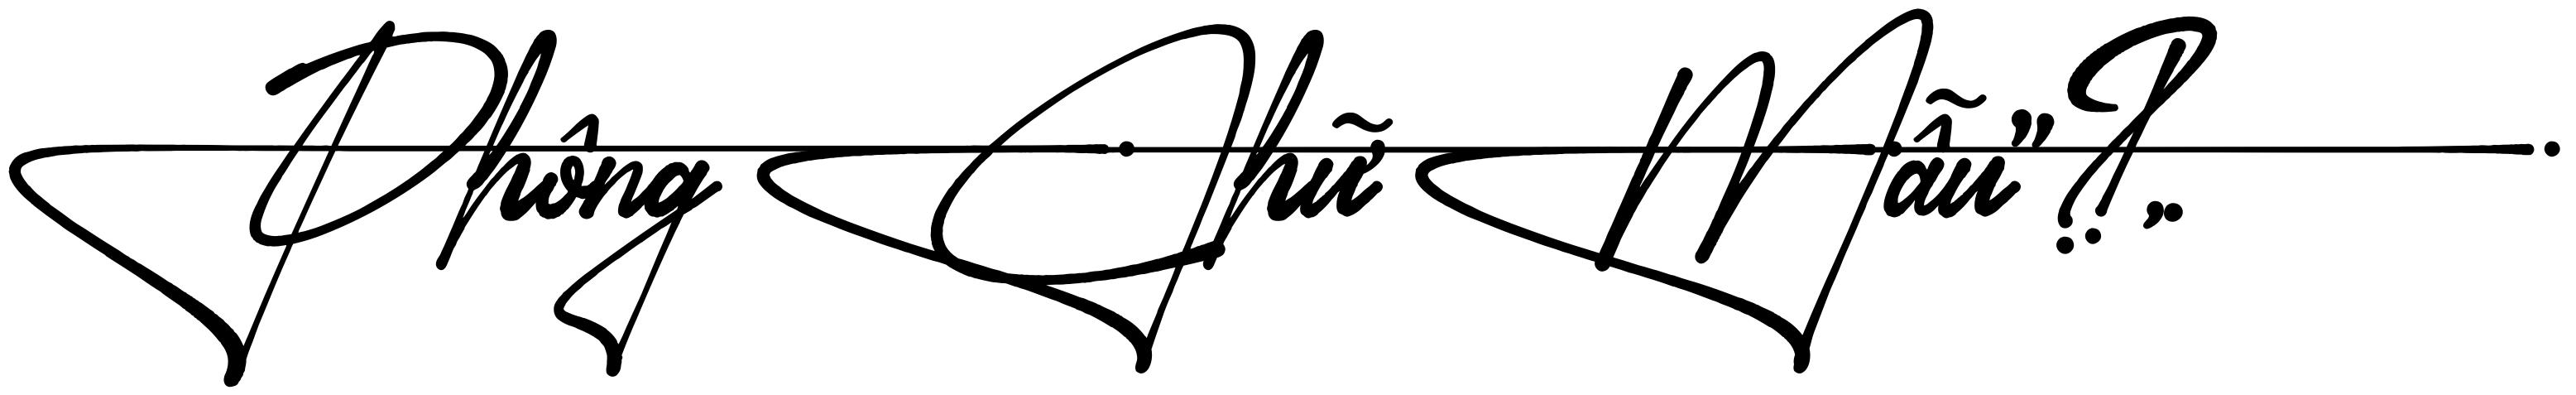 Phông Chữ Mẫu”?!,.